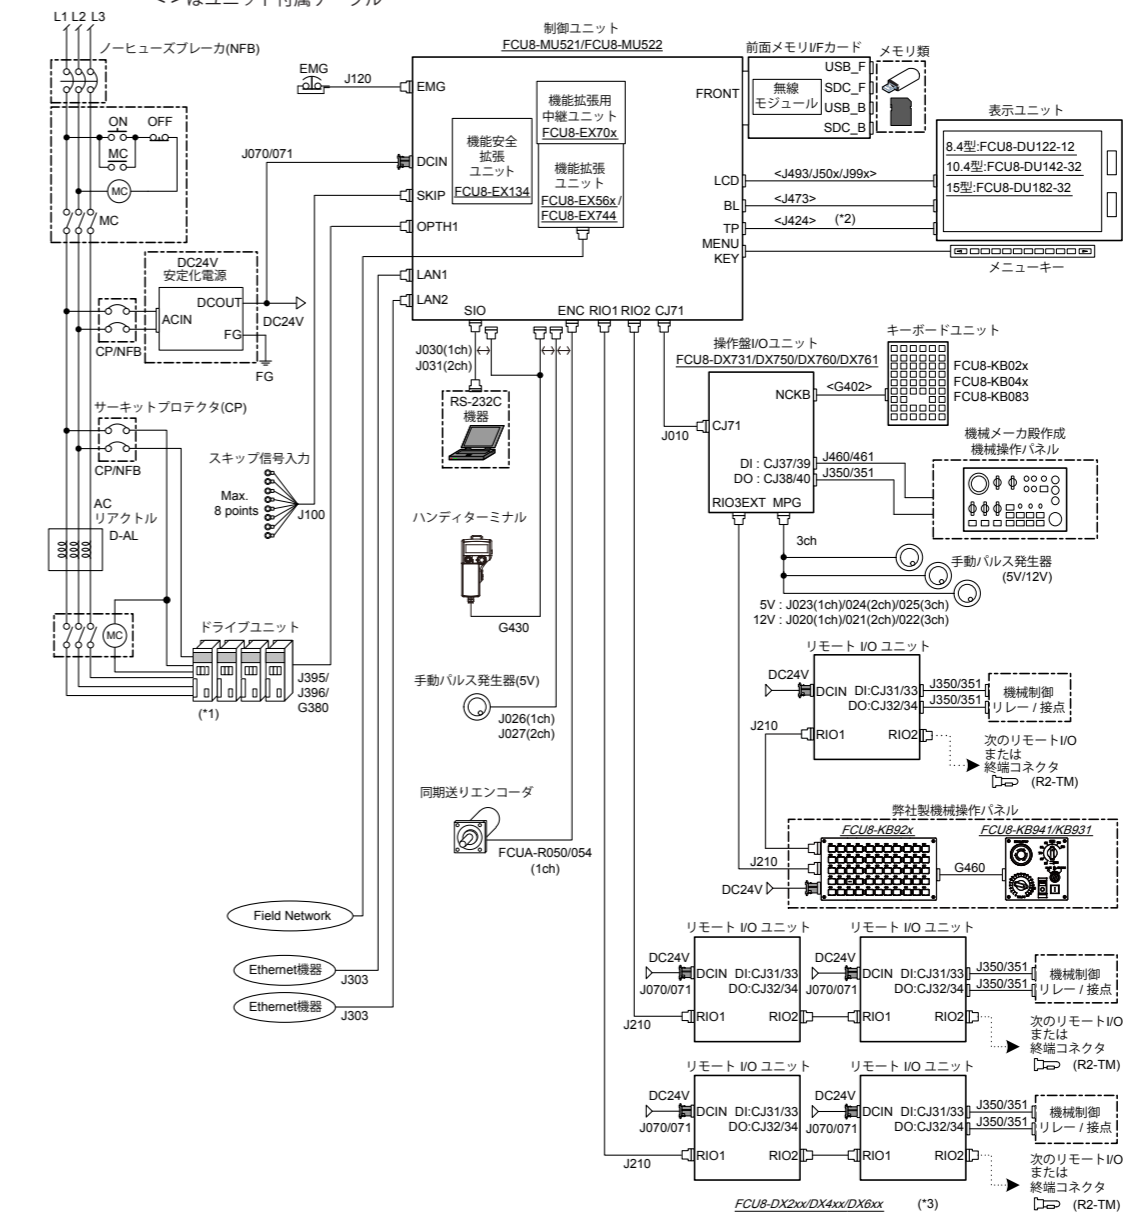 L1 L2 L3
ノーヒューズブレーカ(NFB)
ON
OFF
MC
MC
MC
DC24V
安定化電源
DCOUT
ACIN
FG
DC24V
CP/NFB
FG
サーキットプロテクタ(CP)
CP/NFB
AC
リアクトル
D-AL
スキップ信号入力
Max.
8 points
J100
MC
ドライブユニット
(*1)
J395/
J396/
G380
制御ユニット
FCU8-MU521/FCU8-MU522
EMG
J120
EMG
J070/071
DCIN
SKIP
OPTH1
LAN1
LAN2
機能安全
拡張
ユニット
FCU8-EX134
機能拡張用
中継ユニット
FCU8-EX70x
機能拡張
ユニット
FCU8-EX56x /
FCU8-EX744
FRONT
LCD
BL
TP
MENU
KEY
SIO
ENC RIO1 RIO2 CJ71
前面メモリI/Fカード
無線
モジュール
USB_F
SDC_F
USB_B
SDC_B
メモリ類
表示ユニット
8.4型:FCU8-DU122-12
10.4型:FCU8-DU142-32
15型:FCU8-DU182-32
<J493/J50x/J99x>
<J473>
<J424>
(*2)
メニューキー
J030(1ch)
J031(2ch)
RS-232C
機器
ハンディターミナル
G430
手動パルス発生器(5V)
J026(1ch)
J027(2ch)
同期送りエンコーダ
FCUA-R050/054
(1ch)
Field Network
Ethernet機器
J303
Ethernet機器
J303
操作盤I/Oユニット
FCU8-DX731/DX750/DX760/DX761
NCKB
CJ71
J010
DI : CJ37/39
DO : CJ38/40
RIO3EXT MPG
<G402>
キーボードユニット
FCU8-KB02x
FCU8-KB04x
FCU8-KB083
機械メーカ殿作成
機械操作パネル
J460/461
J350/351
3ch
手動パルス発生器
(5V/12V)
5V : J023(1ch)/024(2ch)/025(3ch)
12V : J020(1ch)/021(2ch)/022(3ch)
リモート I/O ユニット
DC24V
DCIN DI:CJ31/33
DO:CJ32/34
J350/351
J350/351
機械制御
リレー / 接点
J210
RIO1
RIO2
次のリモートI/O
または
終端コネクタ
(R2-TM)
弊社製機械操作パネル
FCU8-KB92x
FCU8-KB941/KB931
J210
G460
DC24V
リモート I/O ユニット
リモート I/O ユニット
DC24V
DCIN DI:CJ31/33
DO:CJ32/34
J070/071
DC24V
DCIN DI:CJ31/33
DO:CJ32/34
J070/071
J350/351
J350/351
機械制御
リレー / 接点
J210
RIO1
RIO2
RIO1
RIO2
次のリモートI/O
または
終端コネクタ
(R2-TM)
リモート I/O ユニット
リモート I/O ユニット
DC24V
DCIN DI:CJ31/33
DO:CJ32/34
J070/071
DC24V
DCIN DI:CJ31/33
DO:CJ32/34
J070/071
J350/351
J350/351
機械制御
リレー / 接点
J210
RIO1
RIO2
RIO1
RIO2
次のリモートI/O
または
終端コネクタ
(R2-TM)
FCU8-DX2xx/DX4xx/DX6xx
(*3)